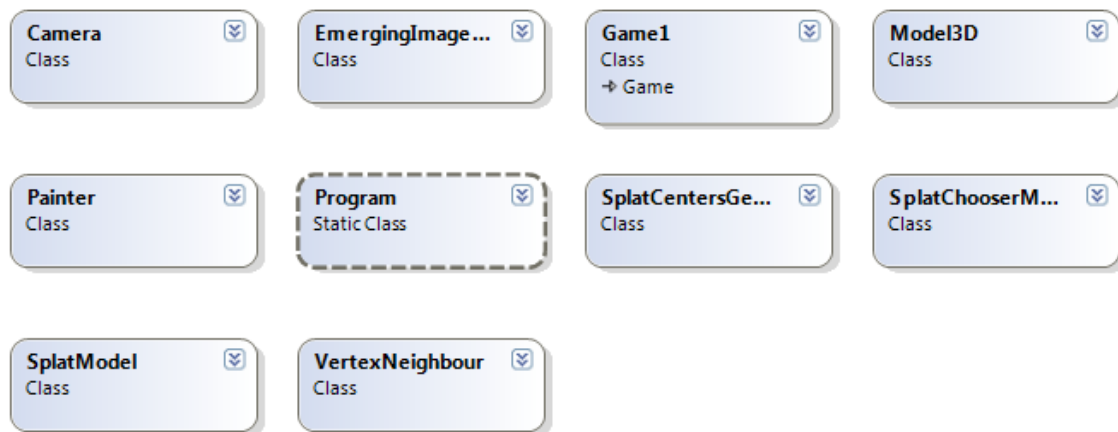 Camera
Class
EmergingImage...
Class
Game1
Class
Game
Model3D
Class
Painter
Class
Program
Static Class
SplatCentersGe...
Class
SplatChooserM...
Class
SplatModel
Class
VertexNeighbour
Class